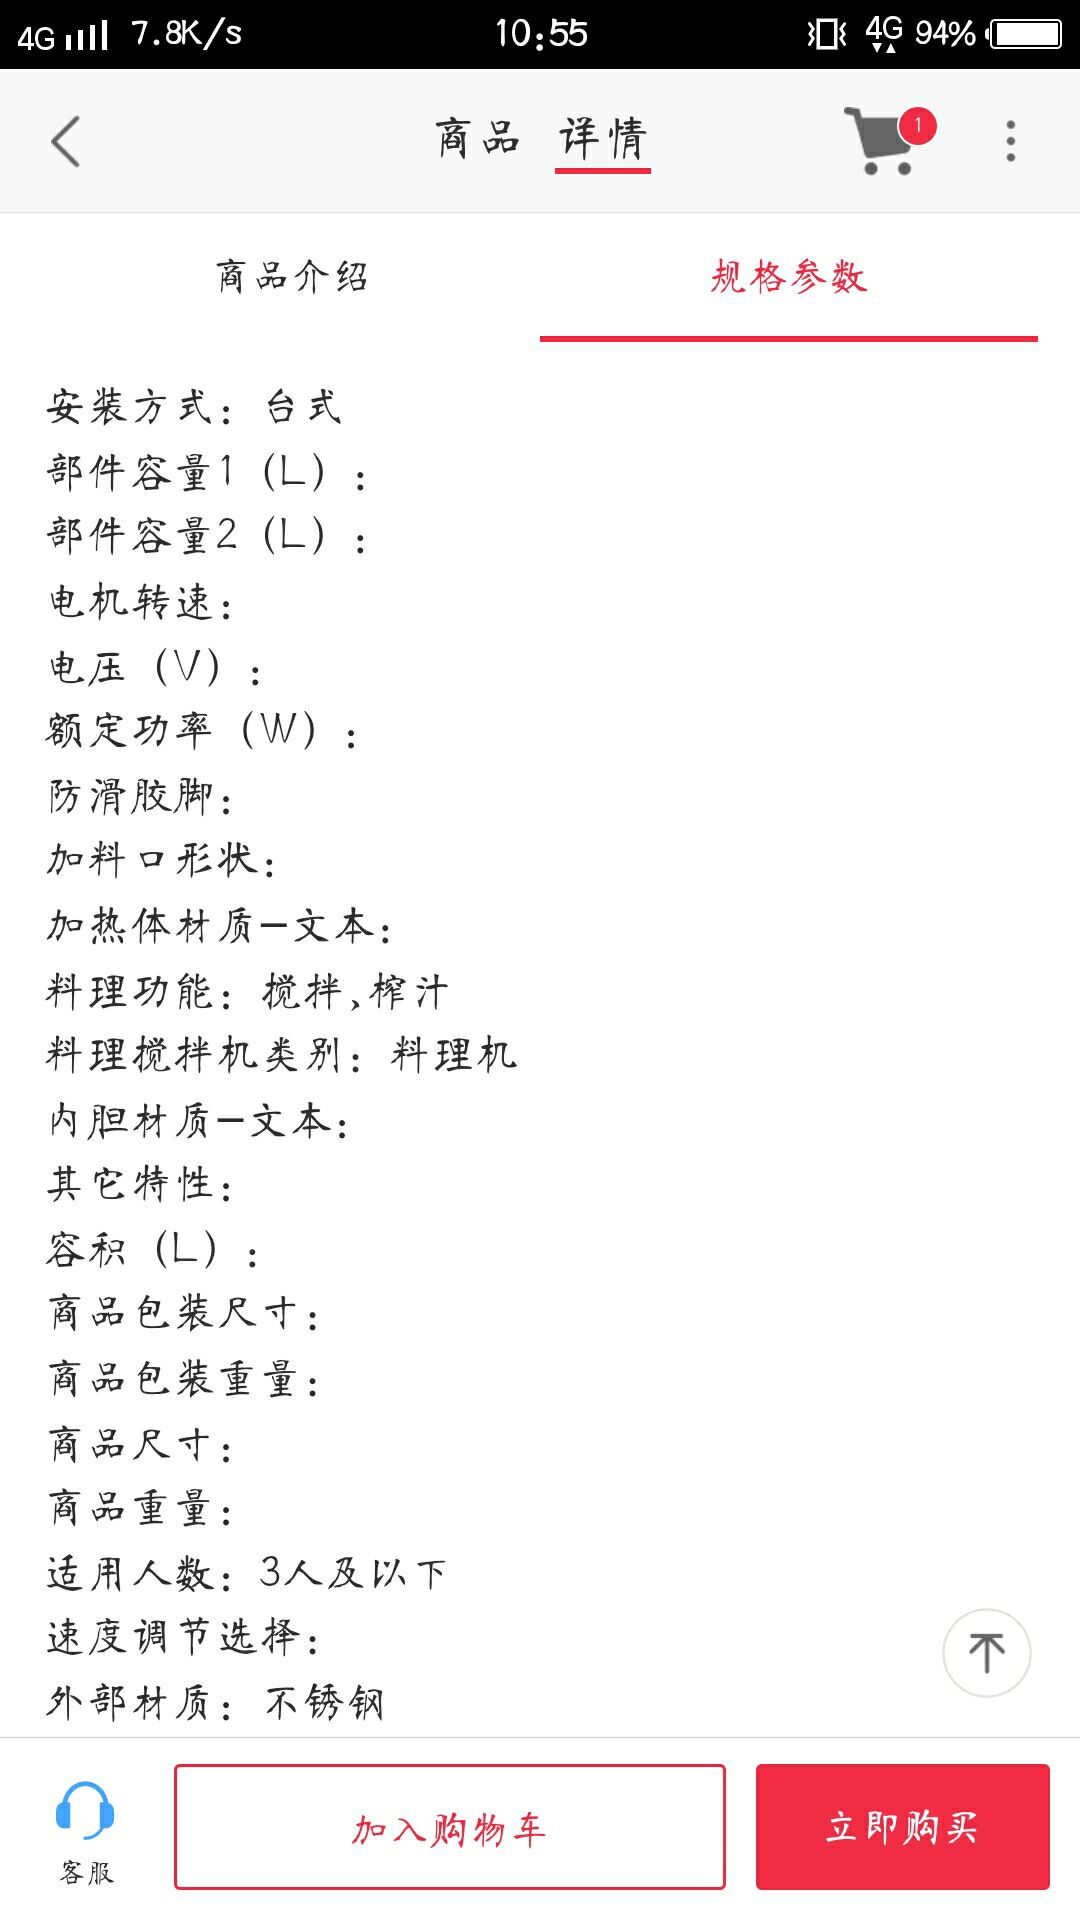 4G 7.8K/s 10:55 4G 94%
商品 详情 1
商品介绍 规格参数
安装方式：台式
部件容量1（L）：
部件容量2（L）：
电机转速：
电压（V）：
额定功率（W）：
防滑胶脚：
加料口形状：
加热体材质-文本：
料理功能：搅拌,榨汁
料理搅拌机类别：料理机
内胆材质-文本：
其它特性：
容积（L）：
商品包装尺寸：
商品包装重量：
商品尺寸：
商品重量：
适用人数：3人及以下
速度调节选择：
外部材质：不锈钢
客服 加入购物车 立即购买